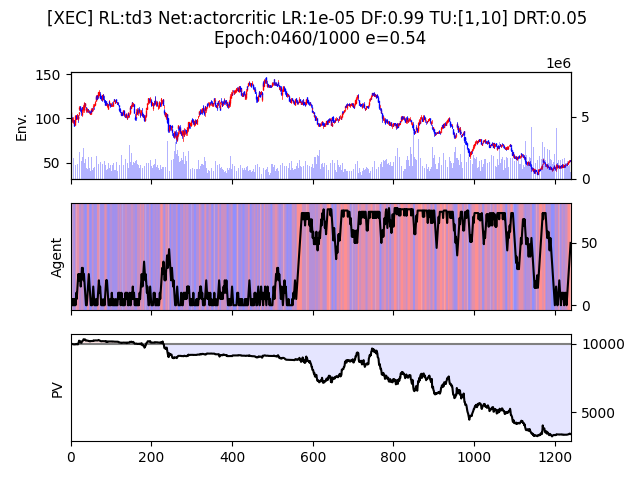 [XEC] RL:td3 Net:actorcritic LR:1e-05 DF:0.99 TU:[1,10] DRT:0.05
Epoch:0460/1000 e=0.54
1e6
150
100
50
Env.
5
0
Agent
50
0
PV
10000
5000
0
200
400
600
800
1000
1200